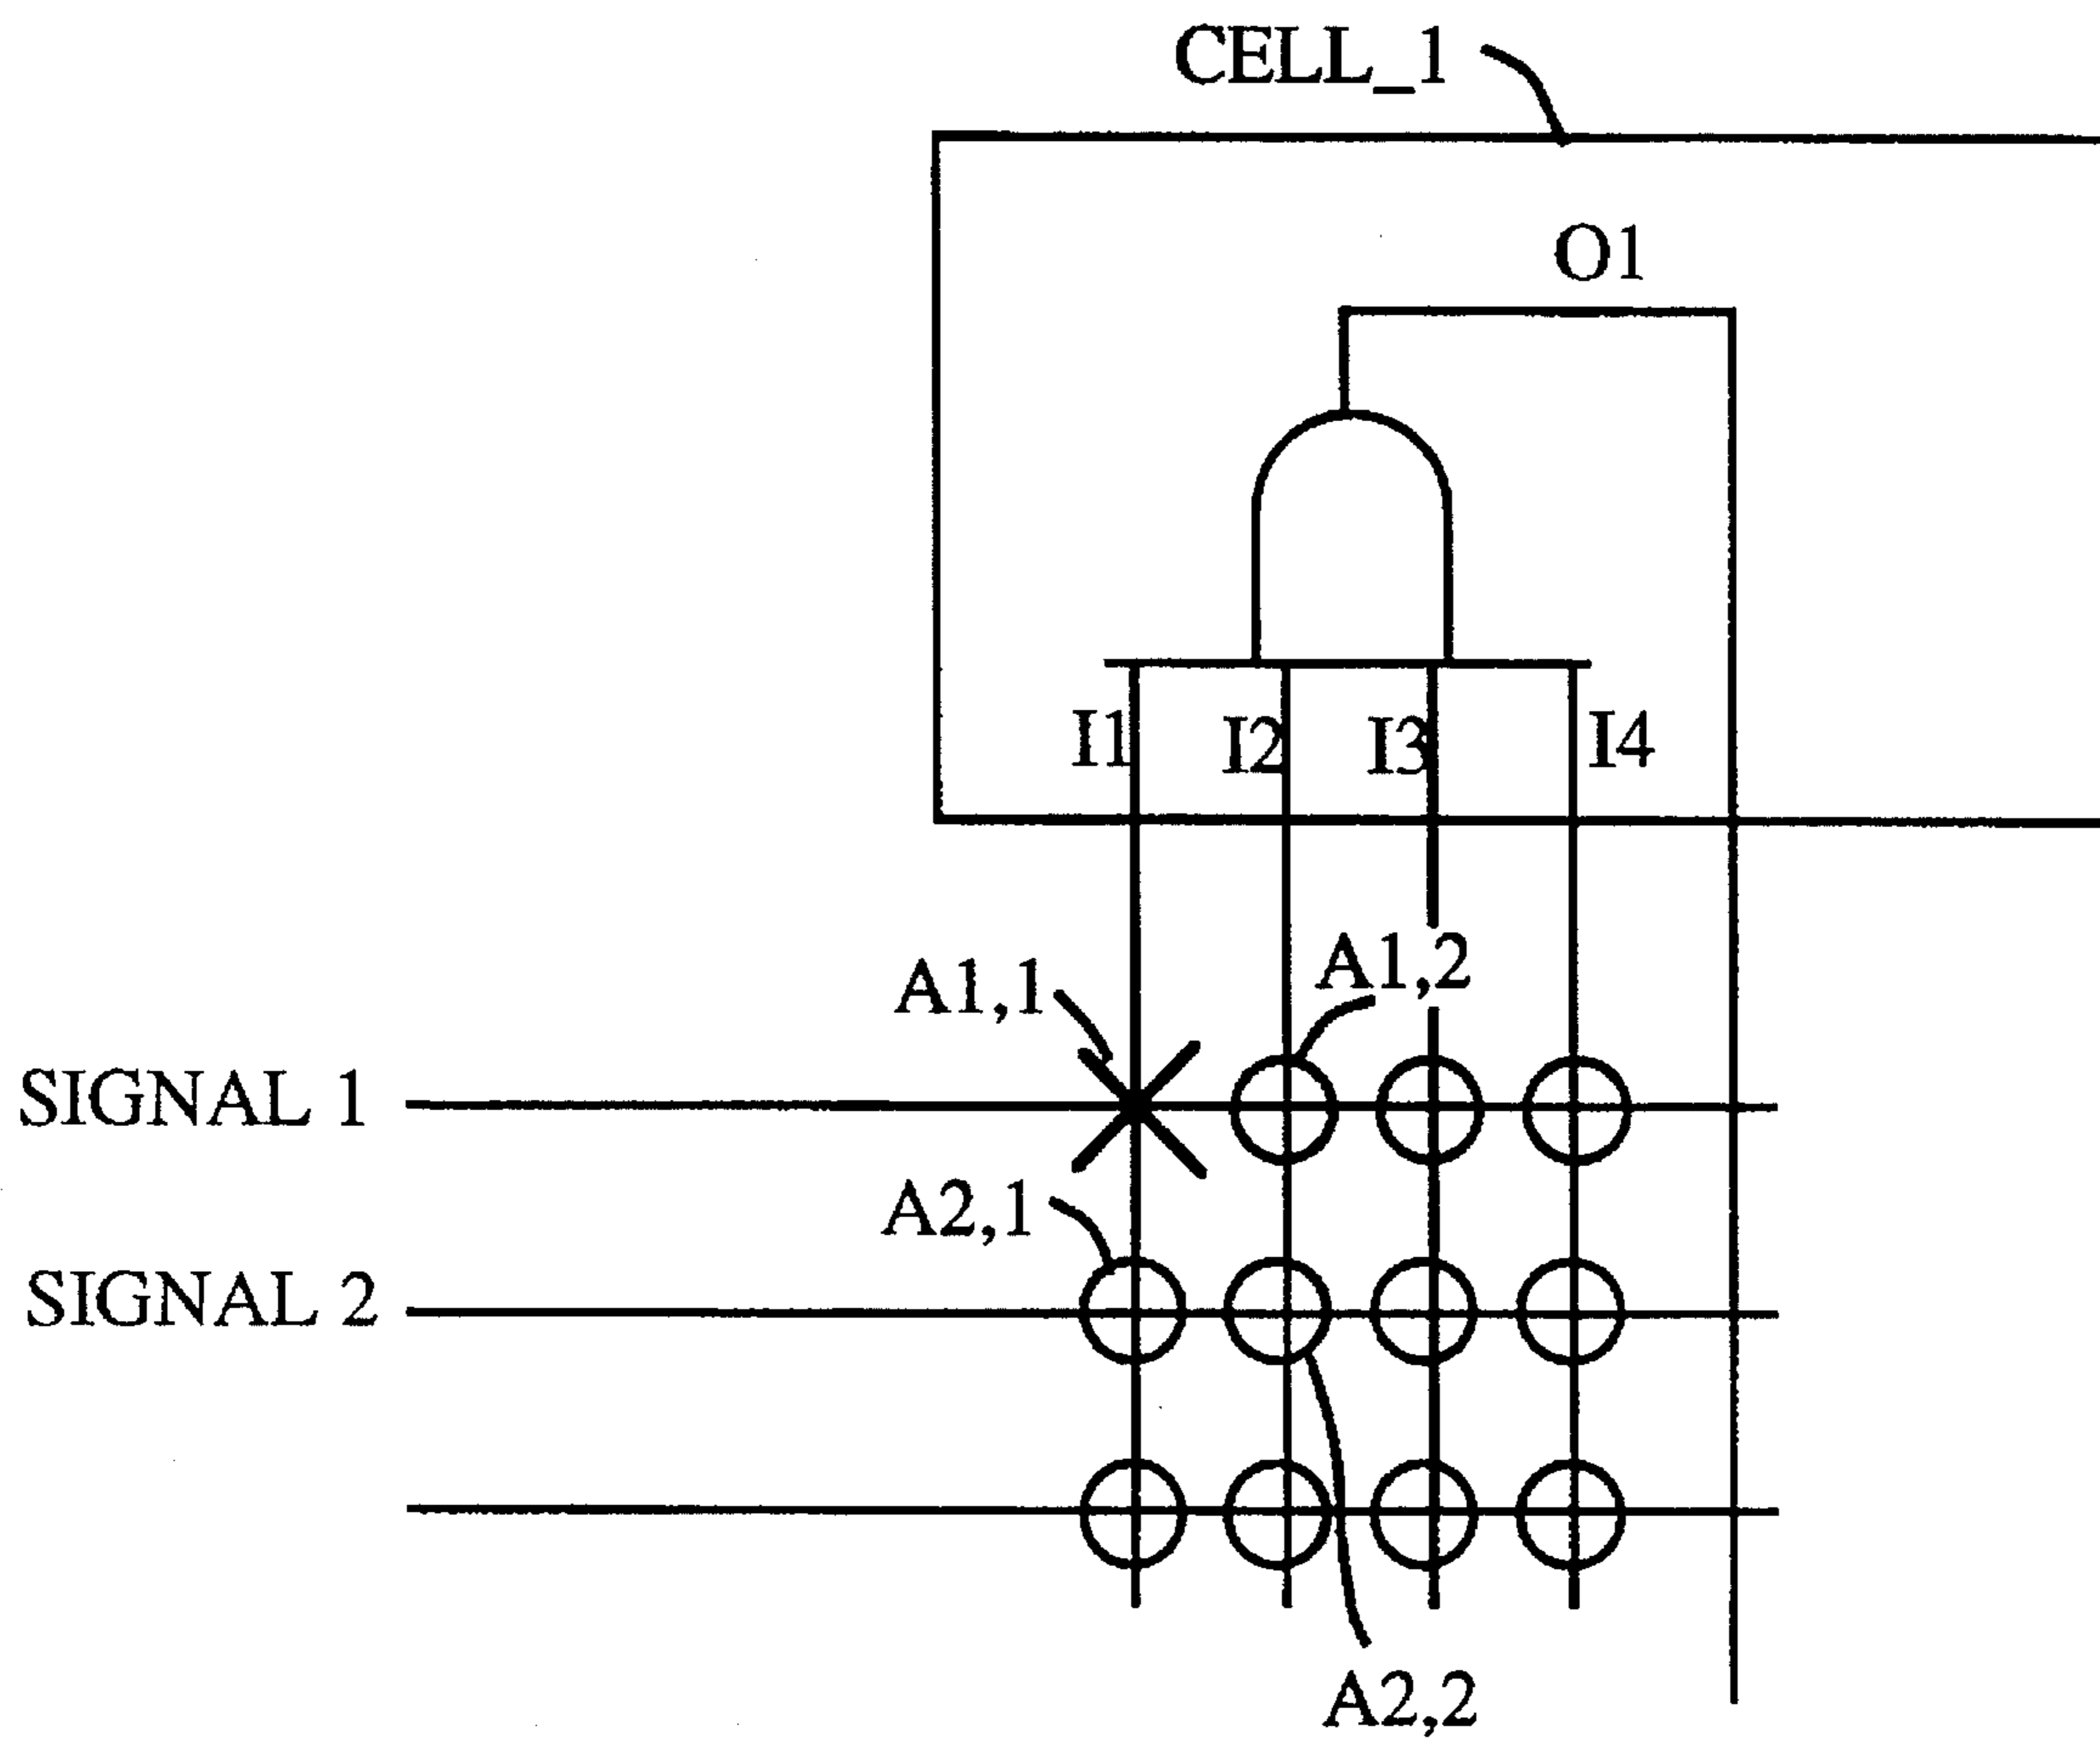 CELL_1
O1
I1
I2
I3
I4
A1,2
A1,1
SIGNAL 1
A2,1
SIGNAL 2
A2,2